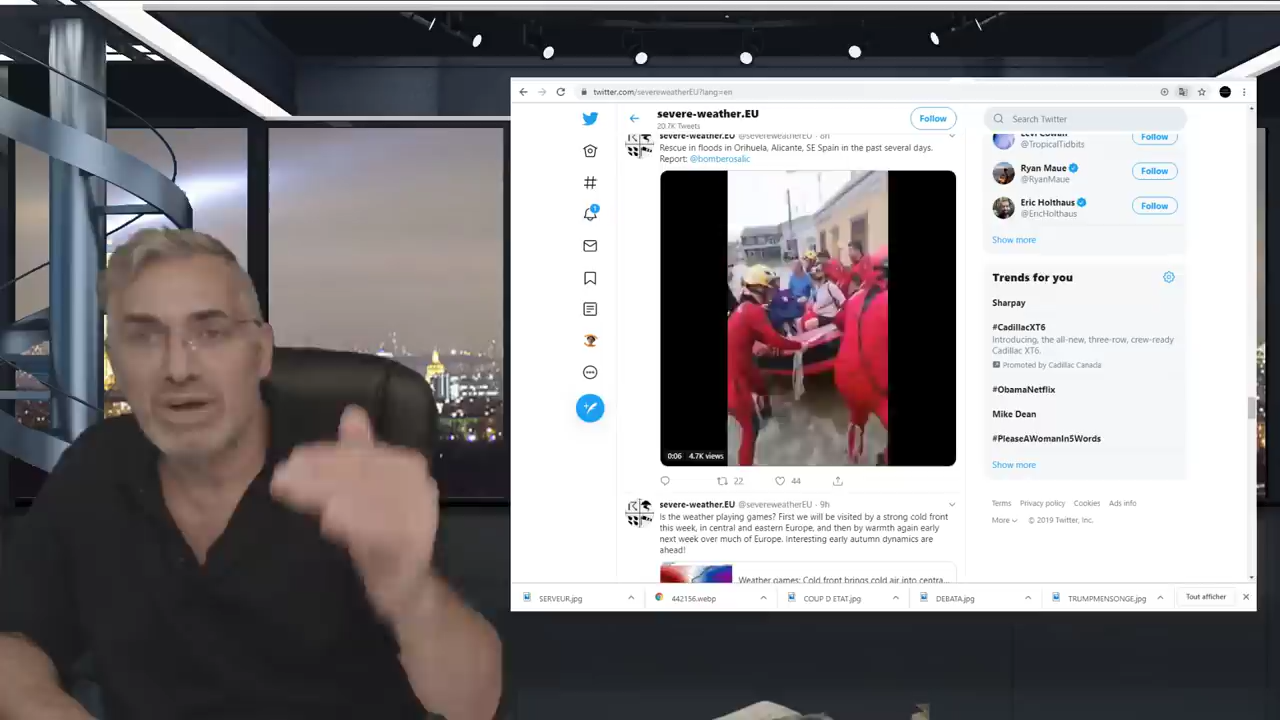 twitter.com/severeweatherEU?lang=en
severe-weather.EU
20.7K Tweets
Follow
Search Twitter
severe-weather.EU @severeweatherEU · 8h
Rescue in floods in Orihuela, Alicante, SE Spain in the past several days.
Report: @bomberosalic
0:06 4.7K views
22 44
severe-weather.EU @severeweatherEU · 9h
Is the weather playing games? First we will be visited by a strong cold front
this week, in central and eastern Europe, and then by warmth again early
next week over much of Europe. Interesting early autumn dynamics are
ahead!
Weather games: Cold front brings cold air into centra...
Levi Cowan
@TropicalTidbits
Follow
Ryan Maue
@RyanMaue
Follow
Eric Holthaus
@EricHolthaus
Follow
Show more
Trends for you
Sharpay
#CadillacXT6
Introducing, the all-new, three-row, crew-ready
Cadillac XT6.
Promoted by Cadillac Canada
#ObamaNetflix
Mike Dean
#PleaseAWomanIn5Words
Show more
Terms Privacy policy Cookies Ads info
More © 2019 Twitter, Inc.
SERVEUR.jpg
442156.webp
COUP D ETAT.jpg
DEBATA.jpg
TRUMPMENSONGE.jpg
Tout afficher